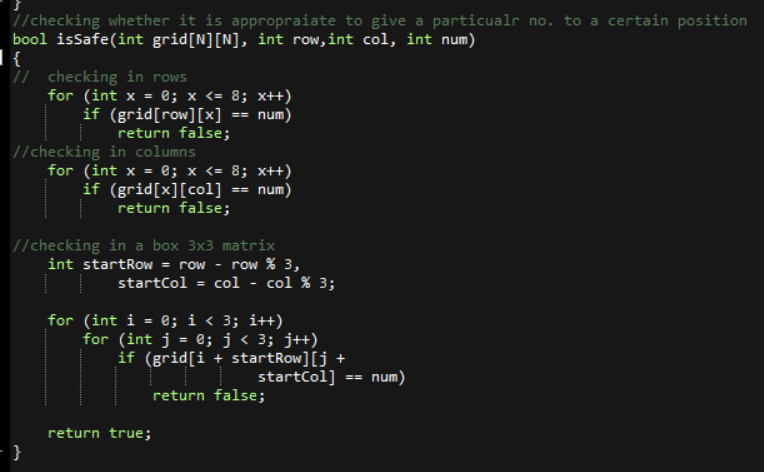 }
//checking whether it is appropraiate to give a particualr no. to a certain position
bool isSafe(int grid[N][N], int row,int col, int num)
{
//  checking in rows
    for (int x = 0; x <= 8; x++)
        if (grid[row][x] == num)
            return false;
//checking in columns
    for (int x = 0; x <= 8; x++)
        if (grid[x][col] == num)
            return false;

//checking in a box 3x3 matrix
    int startRow = row - row % 3,
            startCol = col - col % 3;

    for (int i = 0; i < 3; i++)
        for (int j = 0; j < 3; j++)
            if (grid[i + startRow][j +
                            startCol] == num)
                return false;

    return true;
}